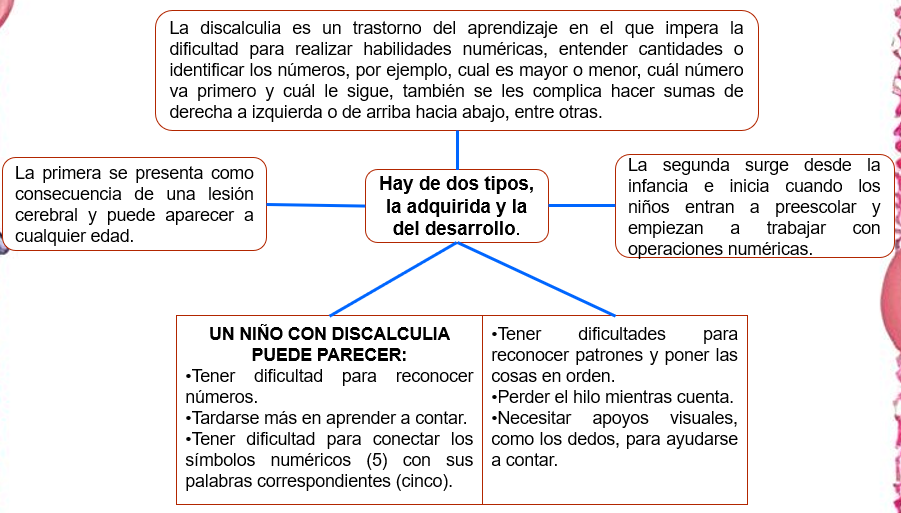 La discalculia es un trastorno del aprendizaje en el que impera la
dificultad para realizar habilidades numéricas, entender cantidades o
identificar los números, por ejemplo, cual es mayor o menor, cuál número
va primero y cuál le sigue, también se les complica hacer sumas de
derecha a izquierda o de arriba hacia abajo, entre otras.
La primera se presenta como
consecuencia de una lesión
cerebral y puede aparecer a
cualquier edad.
Hay de dos tipos,
la adquirida y la
del desarrollo.
La segunda surge desde la
infancia e inicia cuando los
niños entran a preescolar y
empiezan a trabajar con
operaciones numéricas.
UN NIÑO CON DISCALCULIA
PUEDE PARECER:
•Tener dificultad para reconocer
números.
•Tardarse más en aprender a contar.
•Tener dificultad para conectar los
símbolos numéricos (5) con sus
palabras correspondientes (cinco).
•Tener dificultades para
reconocer patrones y poner las
cosas en orden.
•Perder el hilo mientras cuenta.
•Necesitar apoyos visuales,
como los dedos, para ayudarse
a contar.